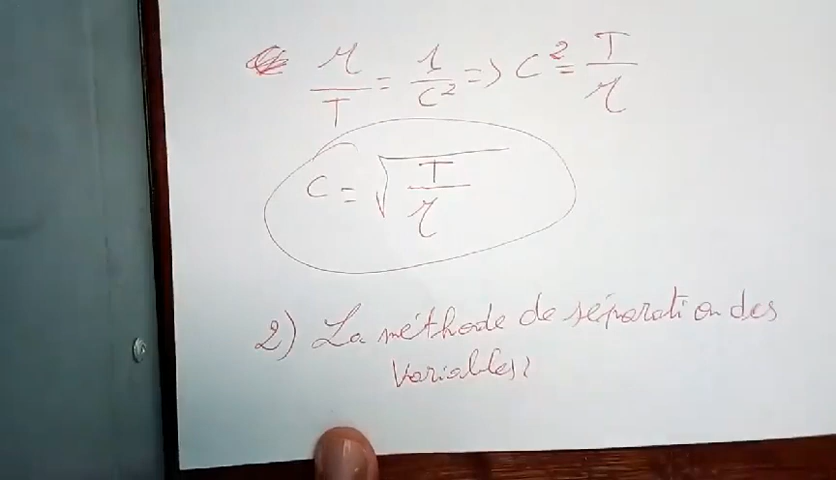 η/T = 1/c² => c² = T/η
c = √(T/η)
2) La méthode de séparation des
variables: